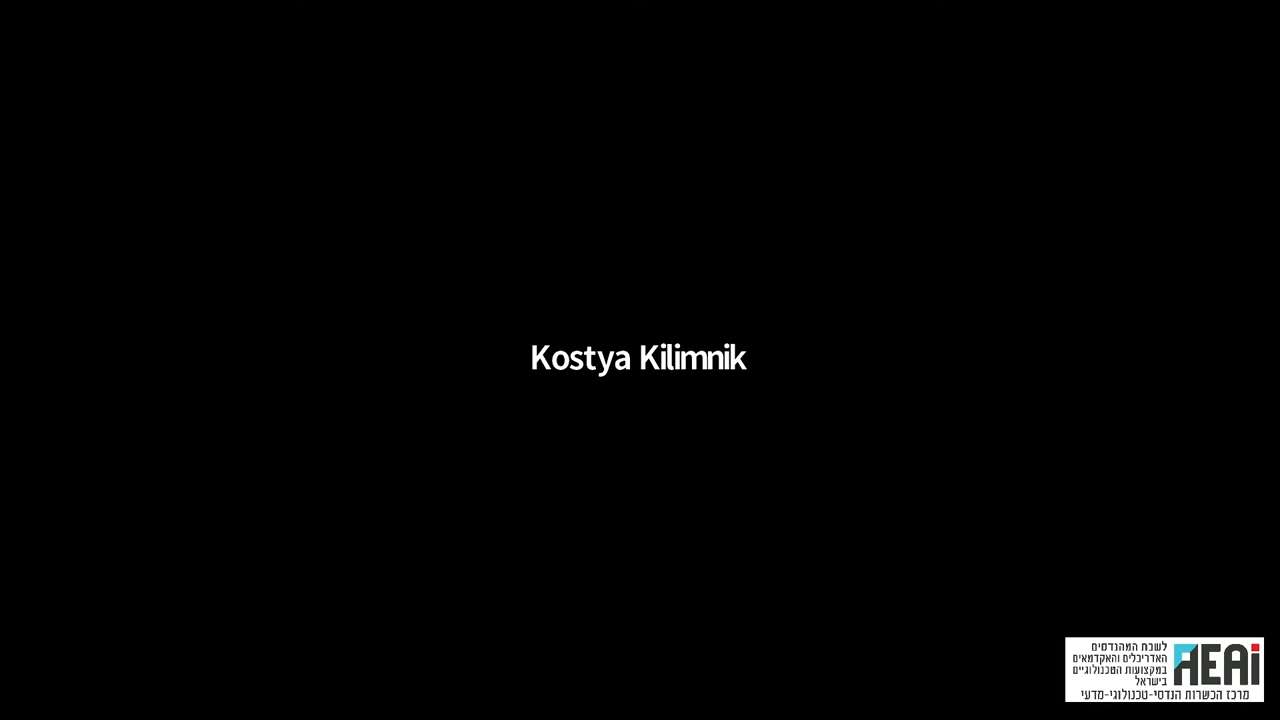 Kostya Kilimnik
לשכת המהנדסים
האדריכלים והאקדמאים
במקצועות הטכנולוגיים
בישראל
AEAI
מרכז הכשרות הנדסי-טכנולוגי-מדעי